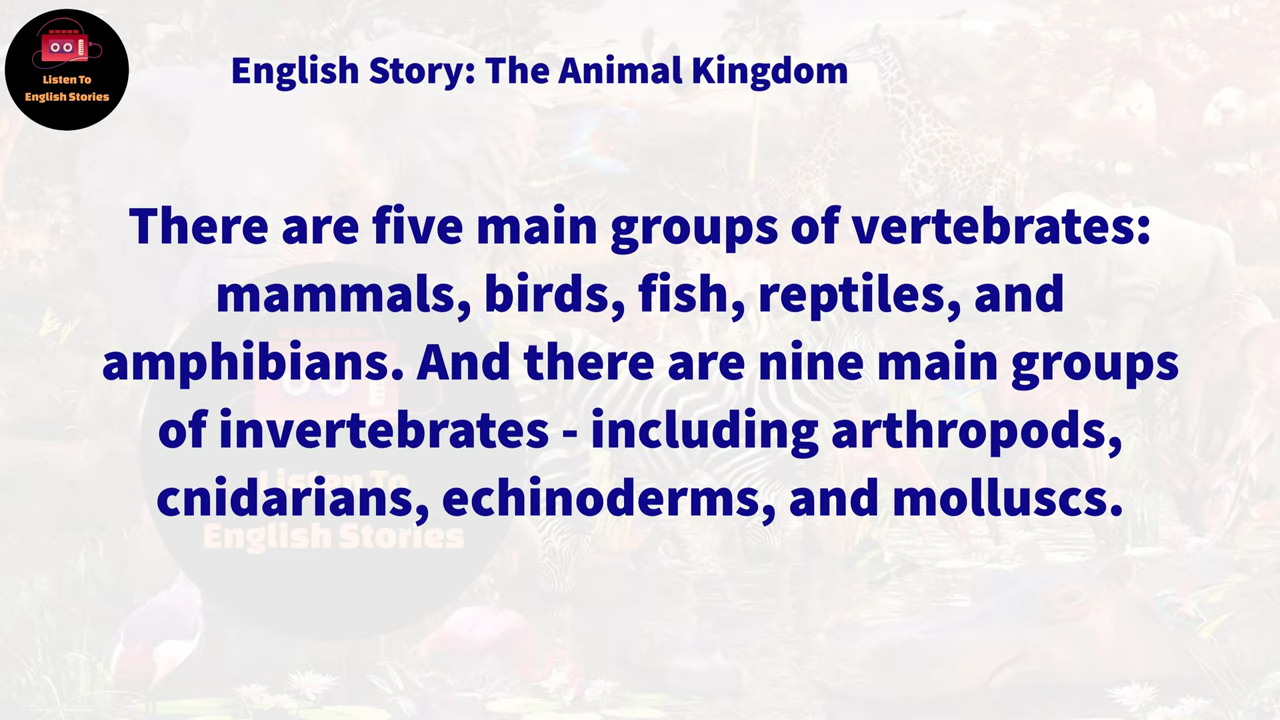 Listen To
English Stories
English Story: The Animal Kingdom
There are five main groups of vertebrates:
mammals, birds, fish, reptiles, and
amphibians. And there are nine main groups
of invertebrates - including arthropods,
cnidarians, echinoderms, and molluscs.
Listen To
English Stories